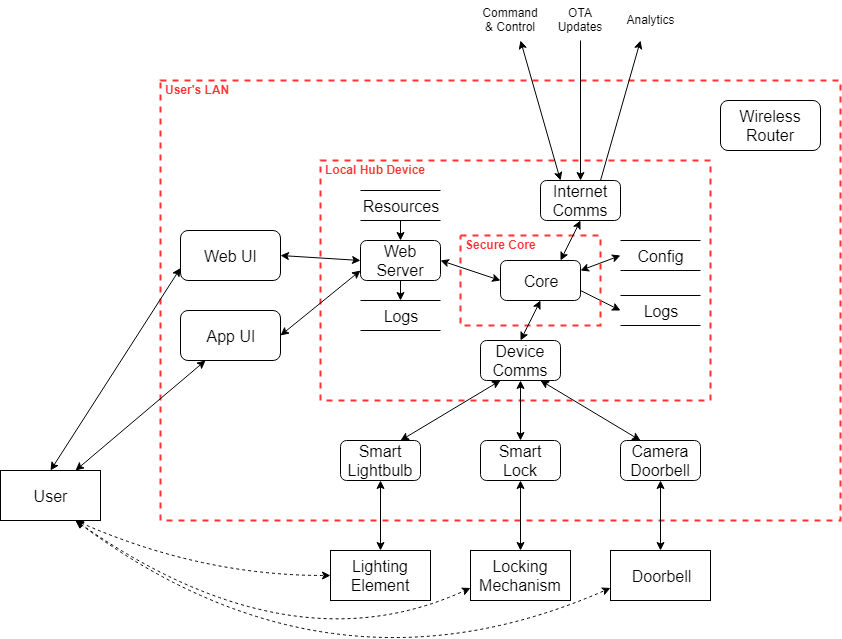 Command
& Control
OTA
Updates
Analytics
User's LAN
Wireless
Router
Local Hub Device
Internet
Comms
Resources
Secure Core
Web UI
Web
Server
Core
Config
Logs
Logs
App UI
Device
Comms
Smart
Lightbulb
Smart
Lock
Camera
Doorbell
User
Lighting
Element
Locking
Mechanism
Doorbell